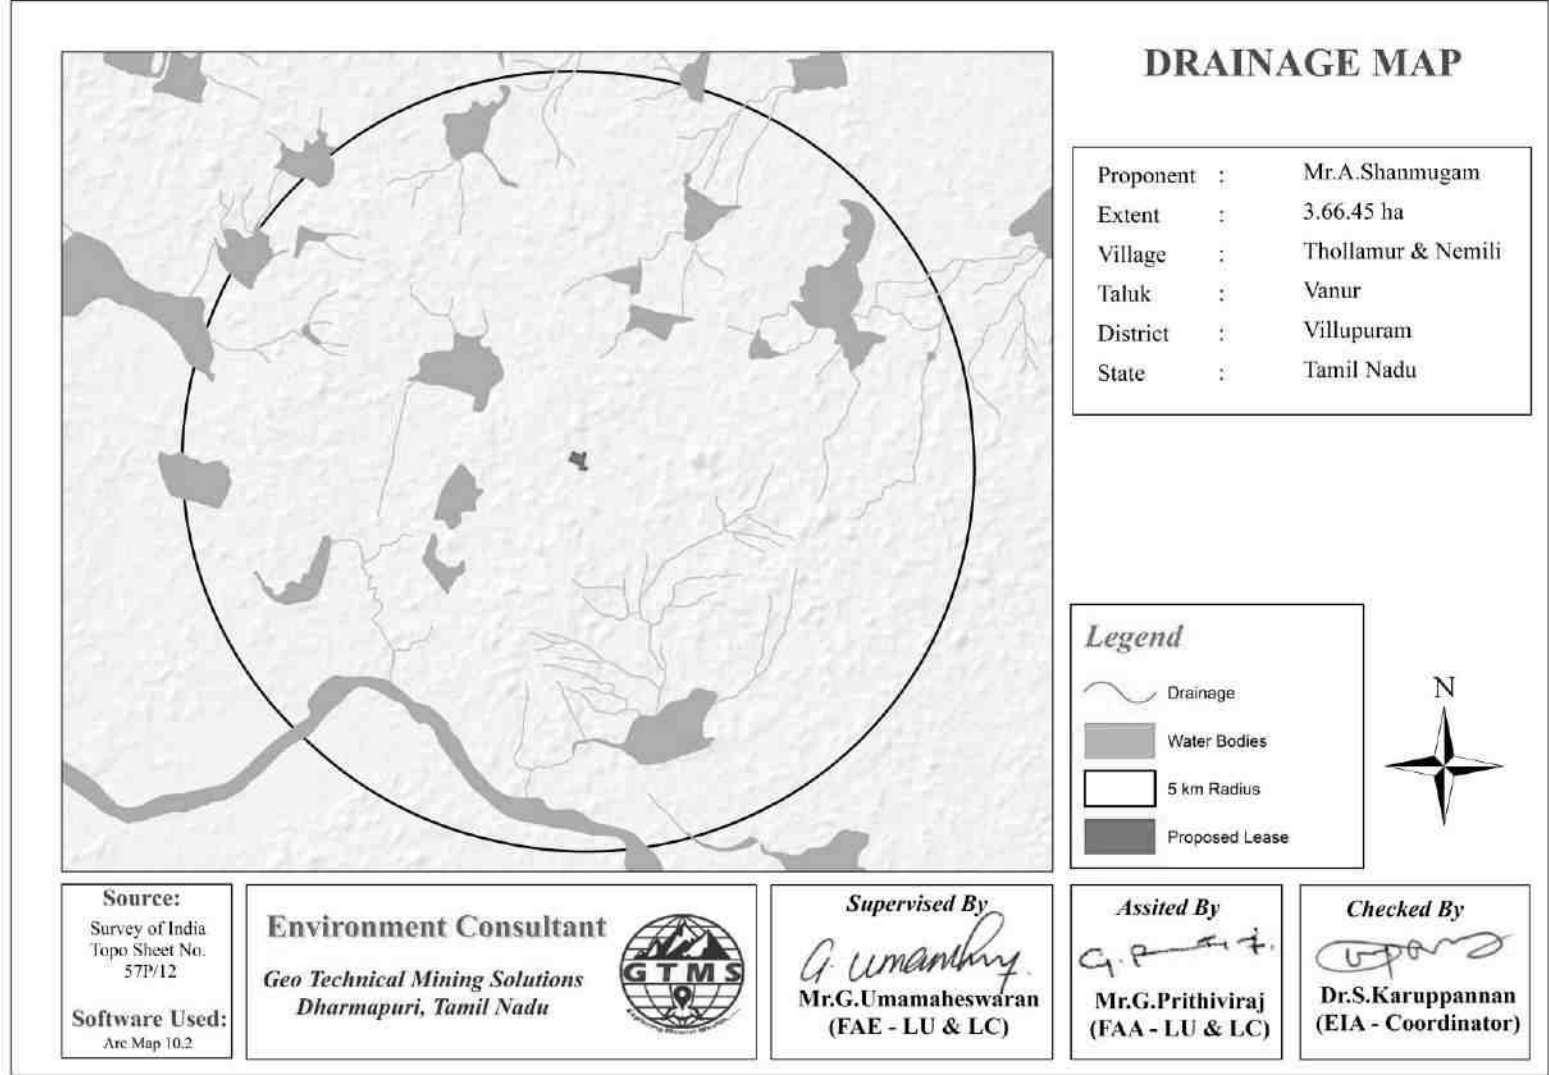 DRAINAGE MAP
Proponent : Mr.A.Shanmugam
Extent : 3.66.45 ha
Village : Thollamur & Nemili
Taluk : Vanur
District : Villupuram
State : Tamil Nadu
Legend
Drainage
Water Bodies
5 km Radius
Proposed Lease
N
Source:
Survey of India
Topo Sheet No.
57P/12
Software Used:
Arc Map 10.2
Environment Consultant
Geo Technical Mining Solutions
Dharmapuri, Tamil Nadu
GTMS
Supervised By
G. Umamahey.
Mr.G.Umamaheswaran
(FAE - LU & LC)
Assited By
Mr.G.Prithiviraj
(FAA - LU & LC)
Checked By
Dr.S.Karuppannan
(EIA - Coordinator)